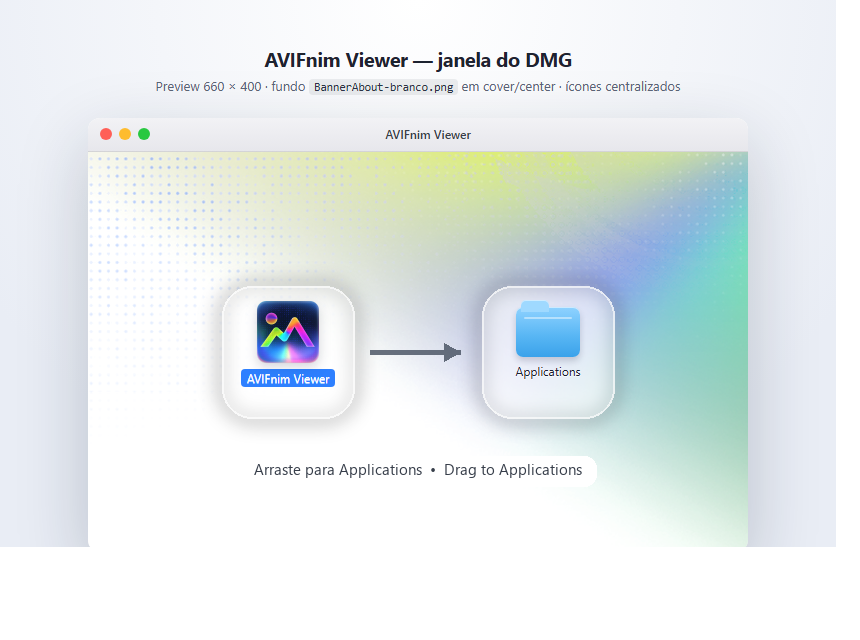 AVIFnim Viewer — janela do DMG
Preview 660 × 400 · fundo BannerAbout-branco.png em cover/center · ícones centralizados
AVIFnim Viewer
AVIFnim Viewer
Applications
Arraste para Applications • Drag to Applications